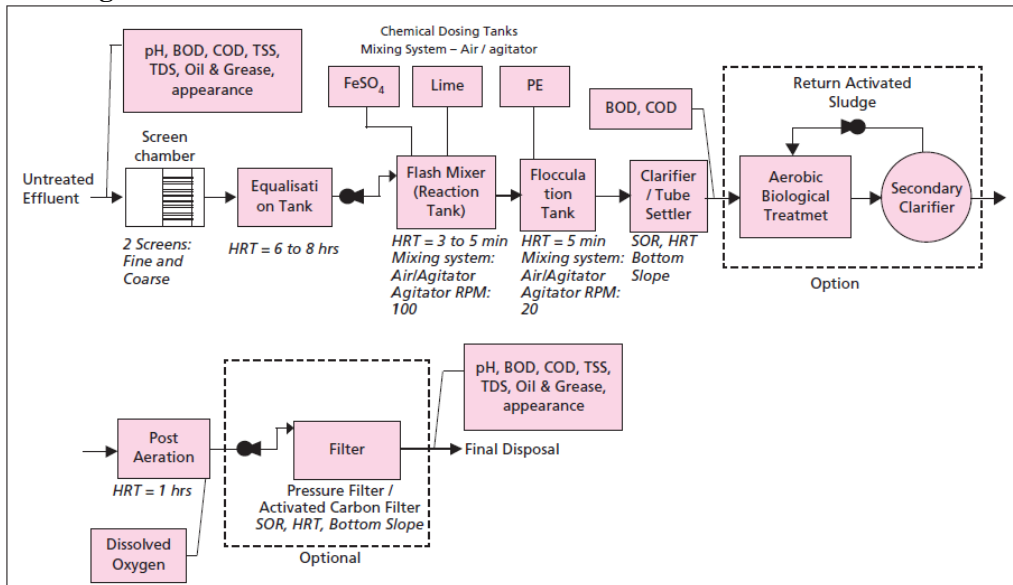 Chemical Dosing Tanks
Mixing System – Air / agitator
pH, BOD, COD, TSS,
TDS, Oil & Grease,
appearance
FeSO₄
Lime
PE
BOD, COD
Return Activated
Sludge
Screen
chamber
Untreated
Effluent
Equalisati
on Tank
Flash Mixer
(Reaction
Tank)
Floccula
tion
Tank
Clarifier
/ Tube
Settler
Aerobic
Biological
Treatmet
Secondary
Clarifier
2 Screens:
Fine and
Coarse
HRT = 6 to 8 hrs
HRT = 3 to 5 min
Mixing system:
Air/Agitator
Agitator RPM:
100
HRT = 5 min
Mixing system:
Air/Agitator
Agitator RPM:
20
SOR, HRT
Bottom
Slope
Option
pH, BOD, COD, TSS,
TDS, Oil & Grease,
appearance
Post
Aeration
Filter
Final Disposal
HRT = 1 hrs
Pressure Filter /
Activated Carbon Filter
SOR, HRT, Bottom Slope
Dissolved
Oxygen
Optional